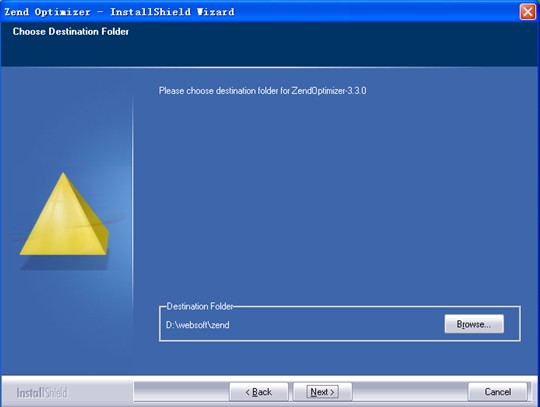 Zend Optimizer - InstallShield Wizard
Choose Destination Folder
Please choose destination folder for ZendOptimizer-3.3.0
Destination Folder
D:\websoft\zend
Browse...
InstallShield
< Back
Next >
Cancel